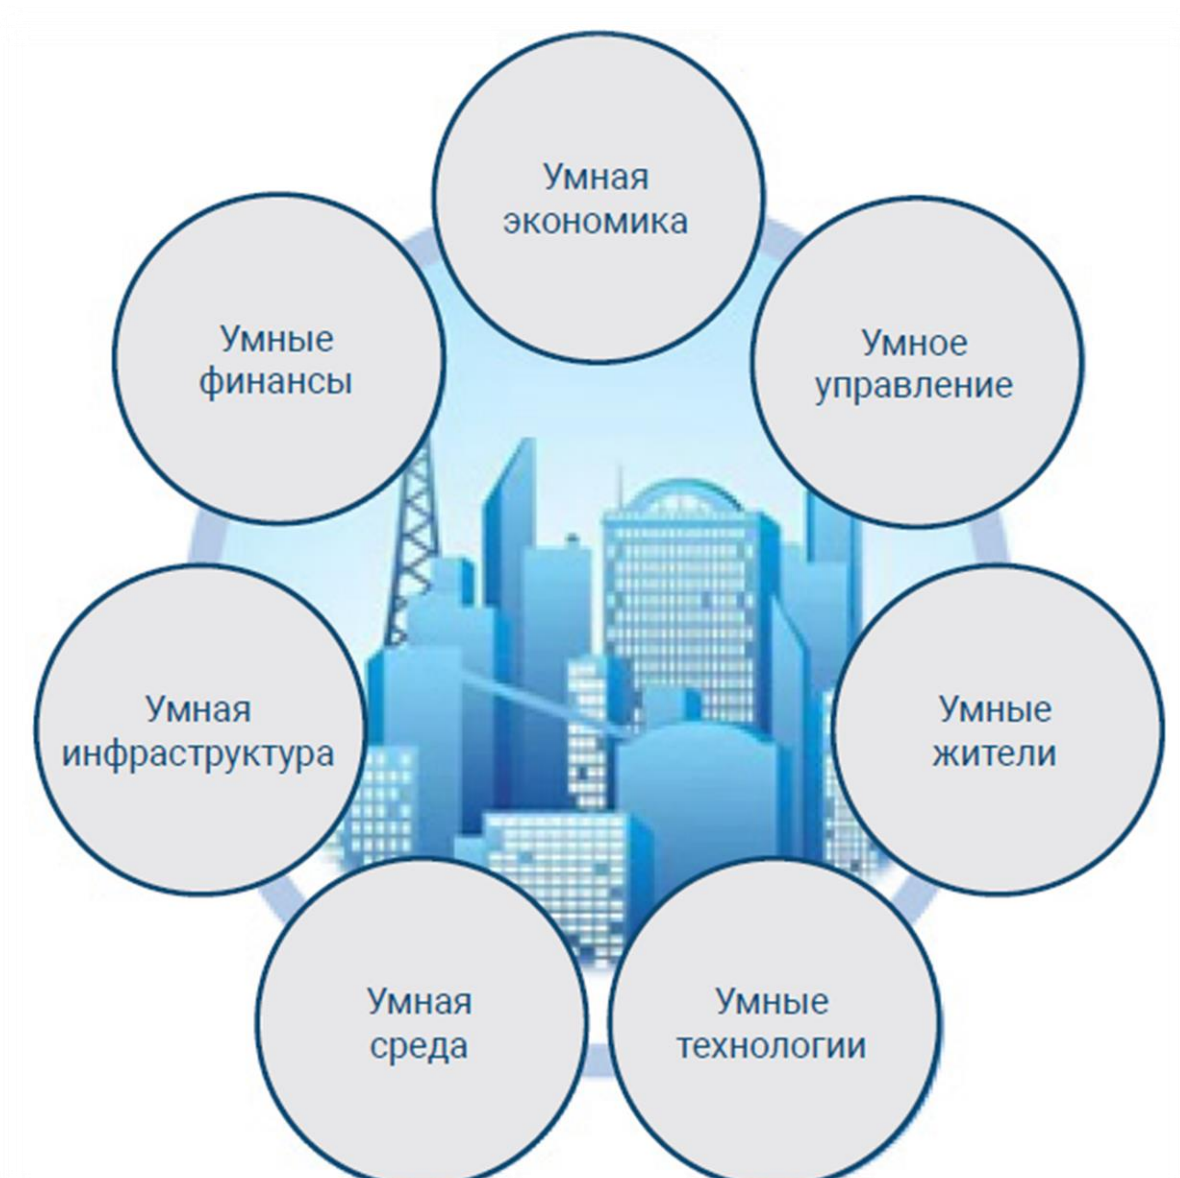 Умная
экономика
Умное
управление
Умные
жители
Умные
технологии
Умная
среда
Умная
инфраструктура
Умные
финансы